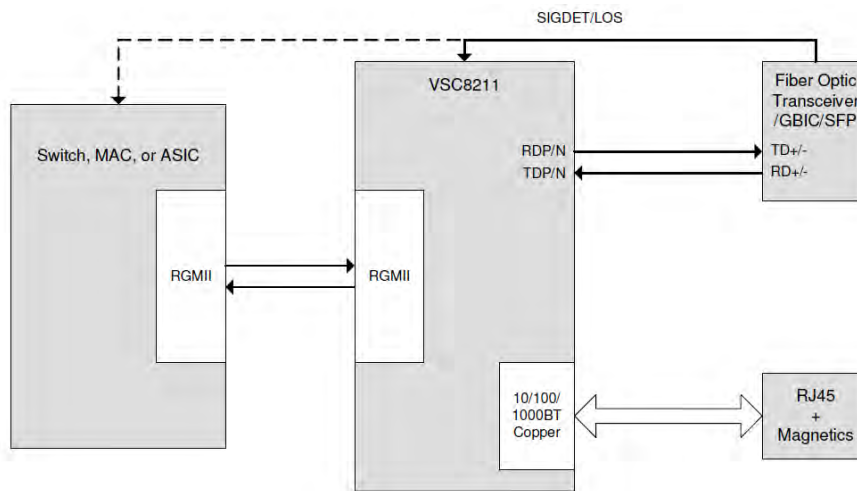 SIGDET/LOS
Switch, MAC, or ASIC
RGMII
VSC8211
RDP/N
TDP/N
RGMII
10/100/
1000BT
Copper
Fiber Optic
Transceiver
/GBIC/SFP
TD+/-
RD+/-
RJ45
+
Magnetics